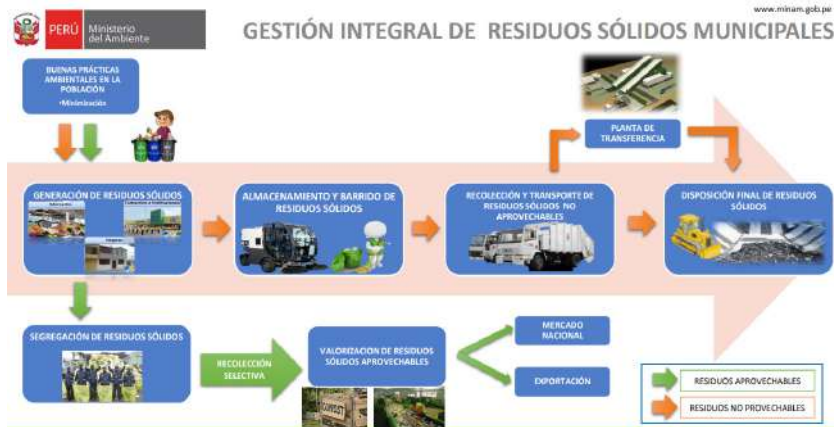 www.minam.gob.pe
PERÚ
Ministerio
del Ambiente
GESTIÓN INTEGRAL DE RESIDUOS SÓLIDOS MUNICIPALES
BUENAS PRÁCTICAS
AMBIENTALES EN LA
POBLACIÓN
•Minimización
PLANTA DE
TRANSFERENCIA
GENERACIÓN DE RESIDUOS SÓLIDOS
ALMACENAMIENTO Y BARRIDO DE
RESIDUOS SÓLIDOS
RECOLECCIÓN Y TRANSPORTE DE
RESIDUOS SÓLIDOS NO
APROVECHABLES
DISPOSICIÓN FINAL DE RESIDUOS
SÓLIDOS
SEGREGACIÓN DE RESIDUOS SÓLIDOS
RECOLECCIÓN
SELECTIVA
VALORIZACION DE RESIDUOS
SÓLIDOS APROVECHABLES
COMPOST
MERCADO
NACIONAL
EXPORTACIÓN
RESIDUOS APROVECHABLES
RESIDUOS NO PROVECHABLES